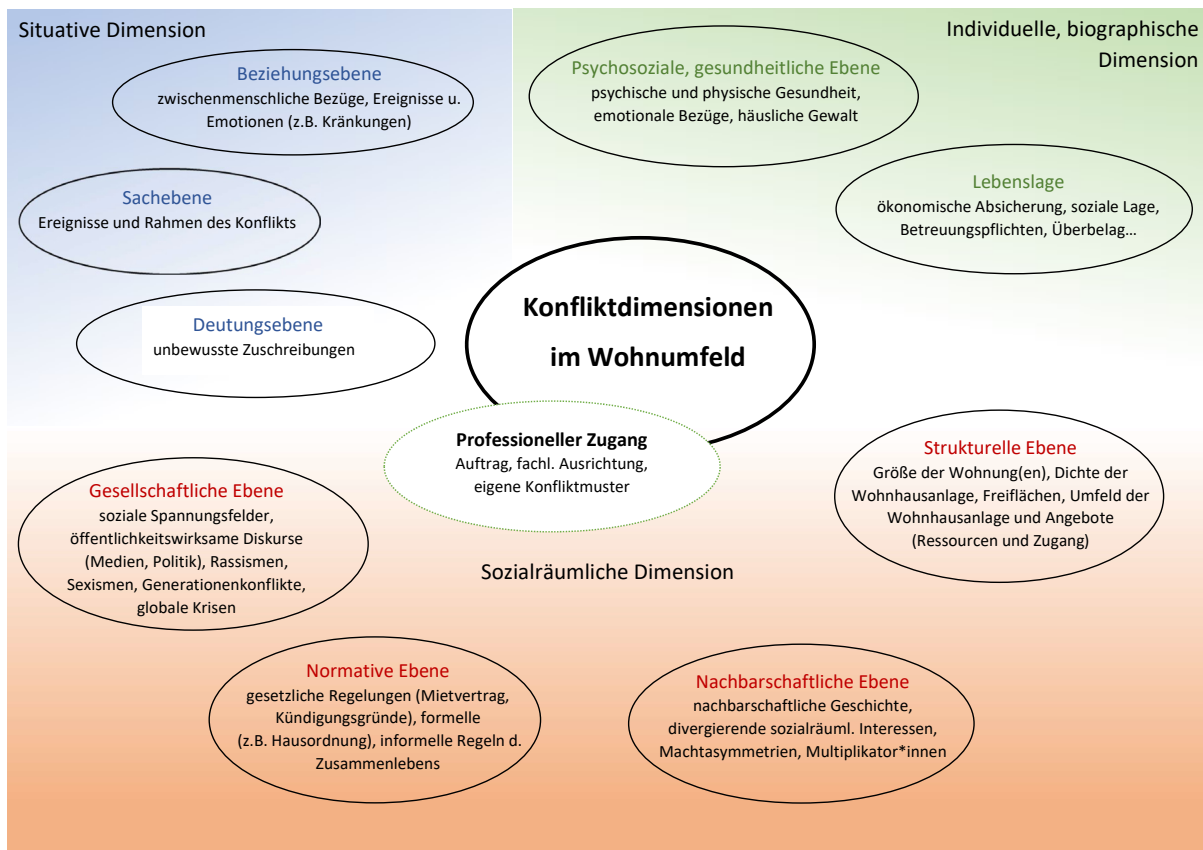 Situative Dimension
Individuelle, biographische
Dimension
Beziehungsebene
zwischenmenschliche Bezüge, Ereignisse u.
Emotionen (z.B. Kränkungen)
Psychosoziale, gesundheitliche Ebene
psychische und physische Gesundheit,
emotionale Bezüge, häusliche Gewalt
Sachebene
Ereignisse und Rahmen des Konflikts
Lebenslage
ökonomische Absicherung, soziale Lage,
Betreuungspflichten, Überbelag...
Deutungsebene
unbewusste Zuschreibungen
Konfliktdimensionen
im Wohnumfeld
Professioneller Zugang
Auftrag, fachl. Ausrichtung,
eigene Konfliktmuster
Strukturelle Ebene
Größe der Wohnung(en), Dichte der
Wohnhausanlage, Freiflächen, Umfeld der
Wohnhausanlage und Angebote
(Ressourcen und Zugang)
Gesellschaftliche Ebene
soziale Spannungsfelder,
öffentlichkeitswirksame Diskurse
(Medien, Politik), Rassismen,
Sexismen, Generationenkonflikte,
globale Krisen
Sozialräumliche Dimension
Normative Ebene
gesetzliche Regelungen (Mietvertrag,
Kündigungsgründe), formelle
(z.B. Hausordnung), informelle Regeln d.
Zusammenlebens
Nachbarschaftliche Ebene
nachbarschaftliche Geschichte,
divergierende sozialräuml. Interessen,
Machtasymmetrien, Multiplikator*innen